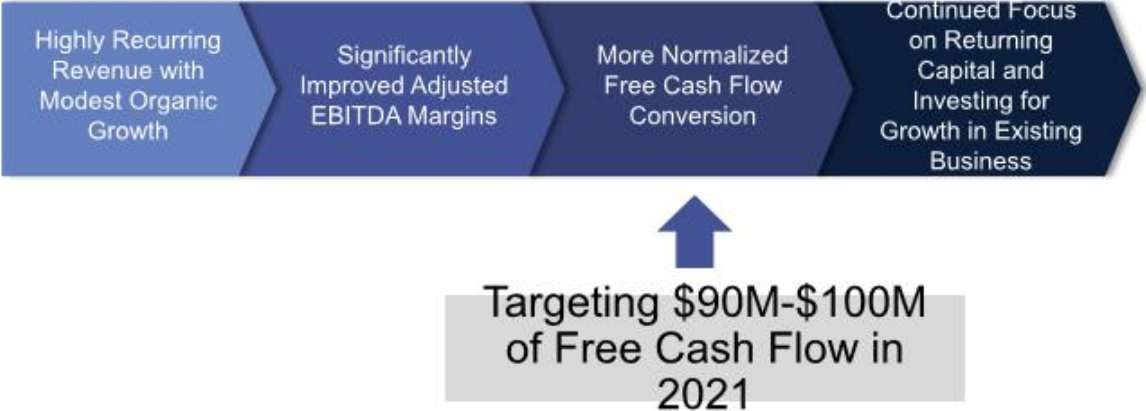 Highly Recurring
Revenue with
Modest Organic
Growth
Significantly
Improved Adjusted
EBITDA Margins
More Normalized
Free Cash Flow
Conversion
Continued Focus
on Returning
Capital and
Investing for
Growth in Existing
Business
Targeting $90M-$100M
of Free Cash Flow in
2021